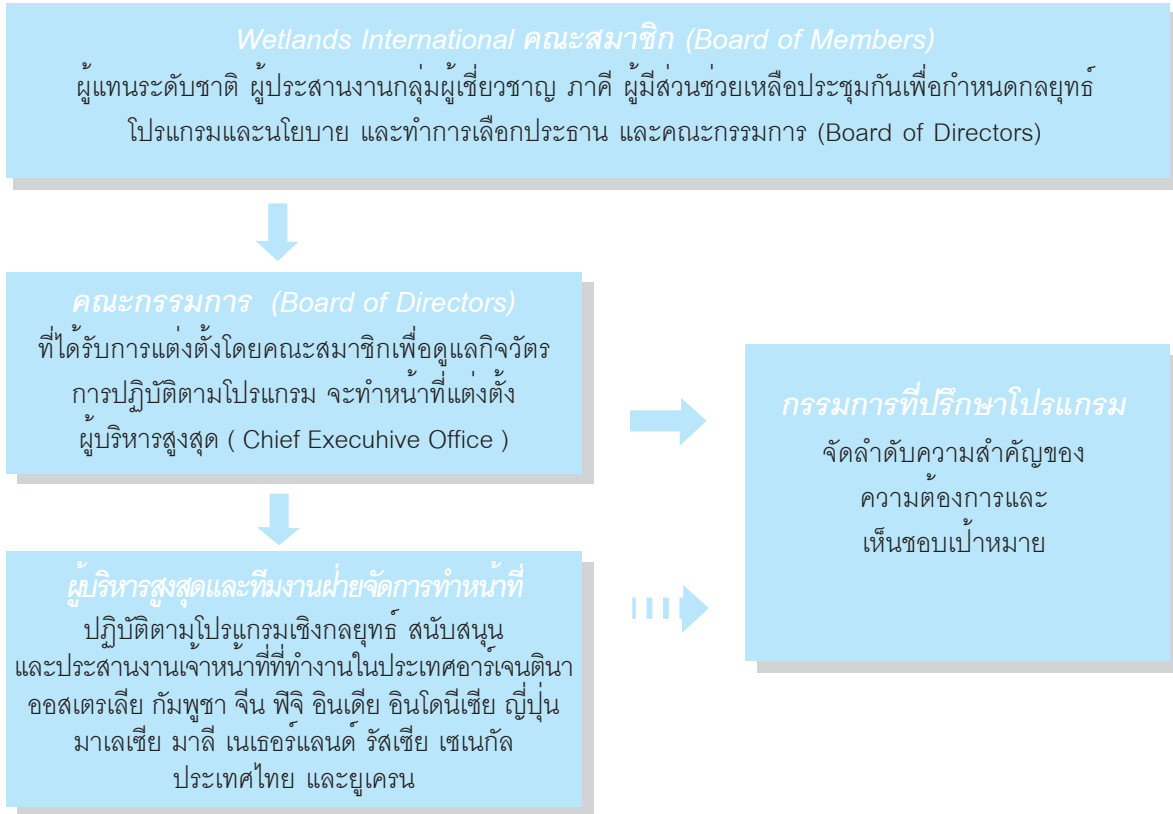 Wetlands International คณะสมาชิก (Board of Members)
ผู้แทนระดับชาติ ผู้ประสานงานกลุ่มผู้เชี่ยวชาญ ภาคี ผู้มีส่วนช่วยเหลือประชุมกันเพื่อกำหนดกลยุทธ์
โปรแกรมและนโยบาย และทำการเลือกประธาน และคณะกรรมการ (Board of Directors)
คณะกรรมการ (Board of Directors)
ที่ได้รับการแต่งตั้งโดยคณะสมาชิกเพื่อดูแลกิจวัตร
การปฏิบัติตามโปรแกรม จะทำหน้าที่แต่งตั้ง
ผู้บริหารสูงสุด ( Chief Execuhive Office )
กรรมการที่ปรึกษาโปรแกรม
จัดลำดับความสำคัญของ
ความต้องการและ
เห็นชอบเป้าหมาย
ผู้บริหารสูงสุดและทีมงานฝ่ายจัดการทำหน้าที่
ปฏิบัติตามโปรแกรมเชิงกลยุทธ์ สนับสนุน
และประสานงานเจ้าหน้าที่ที่ทำงานในประเทศอาร์เจนตินา
ออสเตรเลีย กัมพูชา จีน ฟิจิ อินเดีย อินโดนีเซีย ญี่ปุ่น
มาเลเซีย มาลี เนเธอร์แลนด์ รัสเซีย เซเนกัล
ประเทศไทย และยูเครน